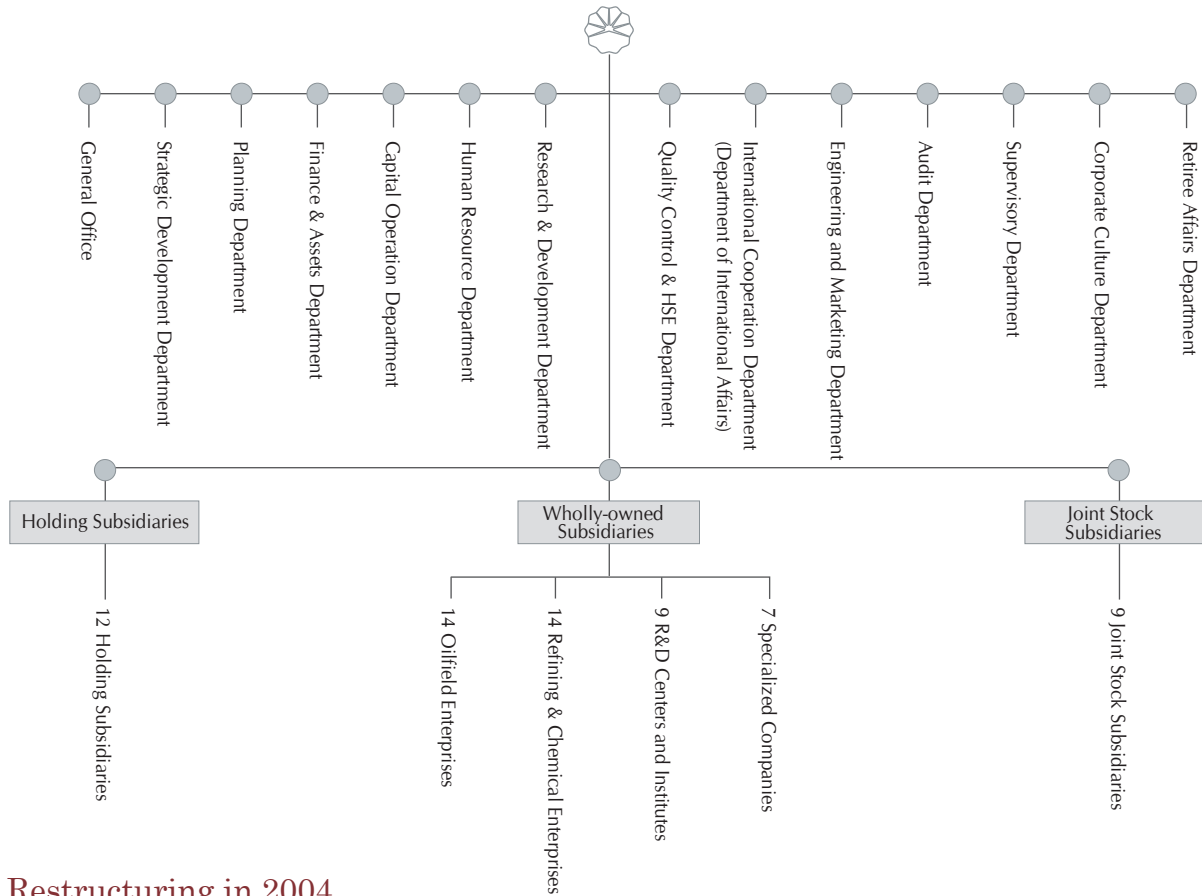 General Office
Strategic Development Department
Planning Department
Finance & Assets Department
Capital Operation Department
Human Resource Department
Research & Development Department
Quality Control & HSE Department
International Cooperation Department
(Department of International Affairs)
Engineering and Marketing Department
Audit Department
Supervisory Department
Corporate Culture Department
Retiree Affairs Department
Holding Subsidiaries
Wholly-owned
Subsidiaries
Joint Stock
Subsidiaries
12 Holding Subsidiaries
14 Oilfield Enterprises
14 Refining & Chemical Enterprises
9 R&D Centers and Institutes
7 Specialized Companies
9 Joint Stock Subsidiaries
Restructuring in 2004